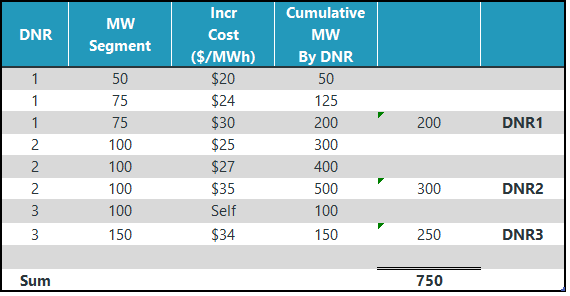 DNR MW Segment Incr Cost ($/MWh) Cumulative MW By DNR
1 50 $20 50
1 75 $24 125
1 75 $30 200 200 DNR1
2 100 $25 300
2 100 $27 400
2 100 $35 500 300 DNR2
3 100 Self 100
3 150 $34 150 250 DNR3
Sum 750